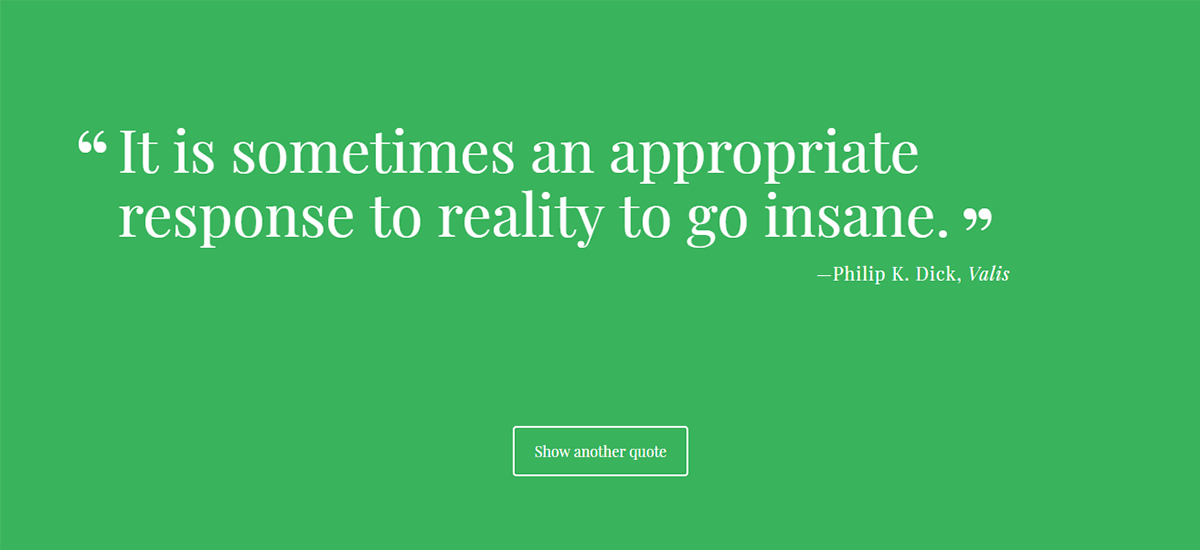 “ It is sometimes an appropriate
response to reality to go insane. ”
—Philip K. Dick, Valis
Show another quote